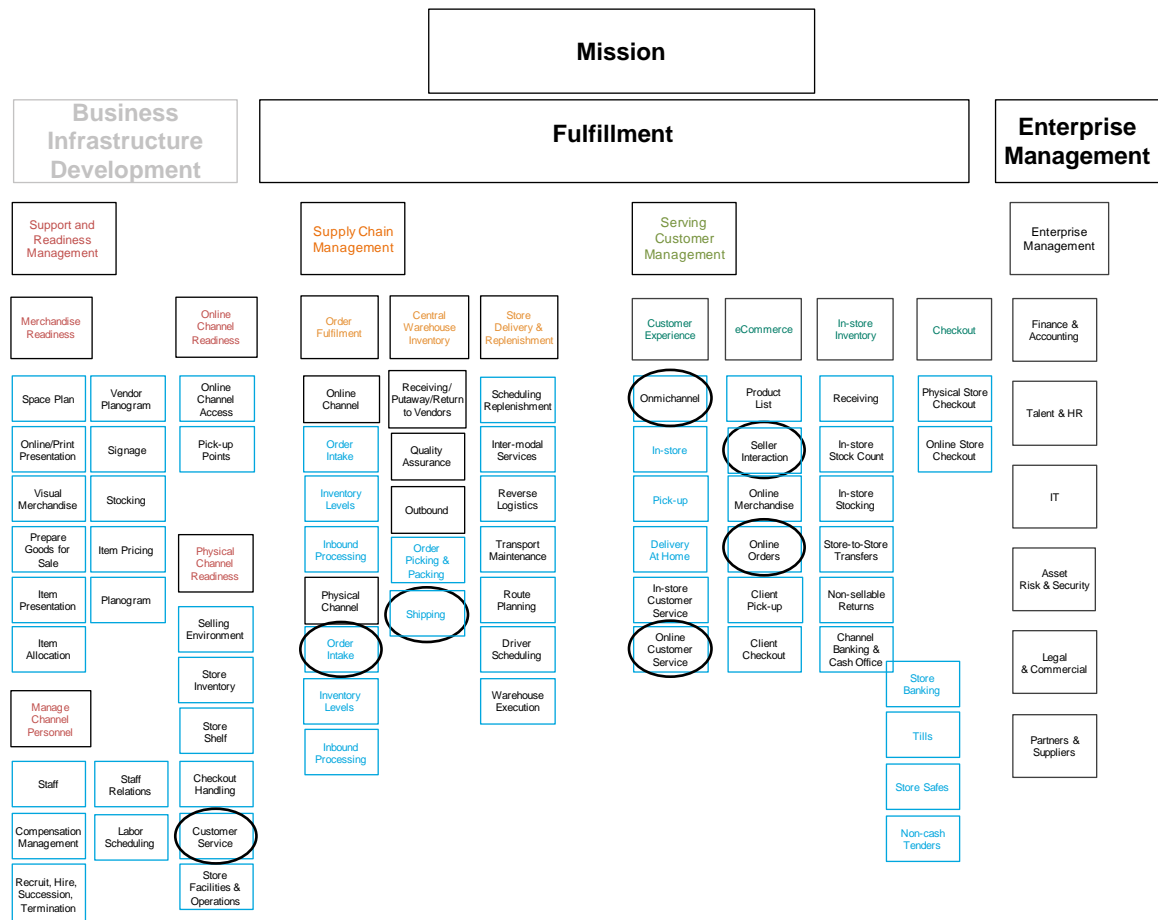 Mission
Business
Infrastructure
Development
Fulfillment
Enterprise
Management
Support and
Readiness
Management
Supply Chain
Management
Serving
Customer
Management
Enterprise
Management
Merchandise
Readiness
Online
Channel
Readiness
Order
Fulfilment
Central
Warehouse
Inventory
Store
Delivery &
Replenishment
Customer
Experience
eCommerce
In-store
Inventory
Checkout
Finance &
Accounting
Space Plan
Vendor
Planogram
Online
Channel
Access
Online/Print
Presentation
Signage
Pick-up
Points
Visual
Merchandise
Stocking
Prepare
Goods for
Sale
Item Pricing
Physical
Channel
Readiness
Item
Presentation
Planogram
Item
Allocation
Selling
Environment
Store
Inventory
Store
Shelf
Manage
Channel
Personnel
Staff
Staff
Relations
Checkout
Handling
Compensation
Management
Labor
Scheduling
Customer
Service
Recruit, Hire,
Succession,
Termination
Store
Facilities &
Operations
Online
Channel
Order
Intake
Inventory
Levels
Inbound
Processing
Physical
Channel
Order
Intake
Inventory
Levels
Inbound
Processing
Receiving/
Putaway/Return
to Vendors
Quality
Assurance
Outbound
Order
Picking &
Packing
Shipping
Scheduling
Replenishment
Inter-modal
Services
Reverse
Logistics
Transport
Maintenance
Route
Planning
Driver
Scheduling
Warehouse
Execution
Onmichannel
In-store
Pick-up
Delivery
At Home
In-store
Customer
Service
Online
Customer
Service
Product
List
Seller
Interaction
Online
Merchandise
Online
Orders
Client
Pick-up
Client
Checkout
Receiving
In-store
Stock Count
In-store
Stocking
Store-to-Store
Transfers
Non-sellable
Returns
Channel
Banking &
Cash Office
Physical Store
Checkout
Online Store
Checkout
Store
Banking
Tills
Store Safes
Non-cash
Tenders
Talent & HR
IT
Asset
Risk & Security
Legal
& Commercial
Partners &
Suppliers